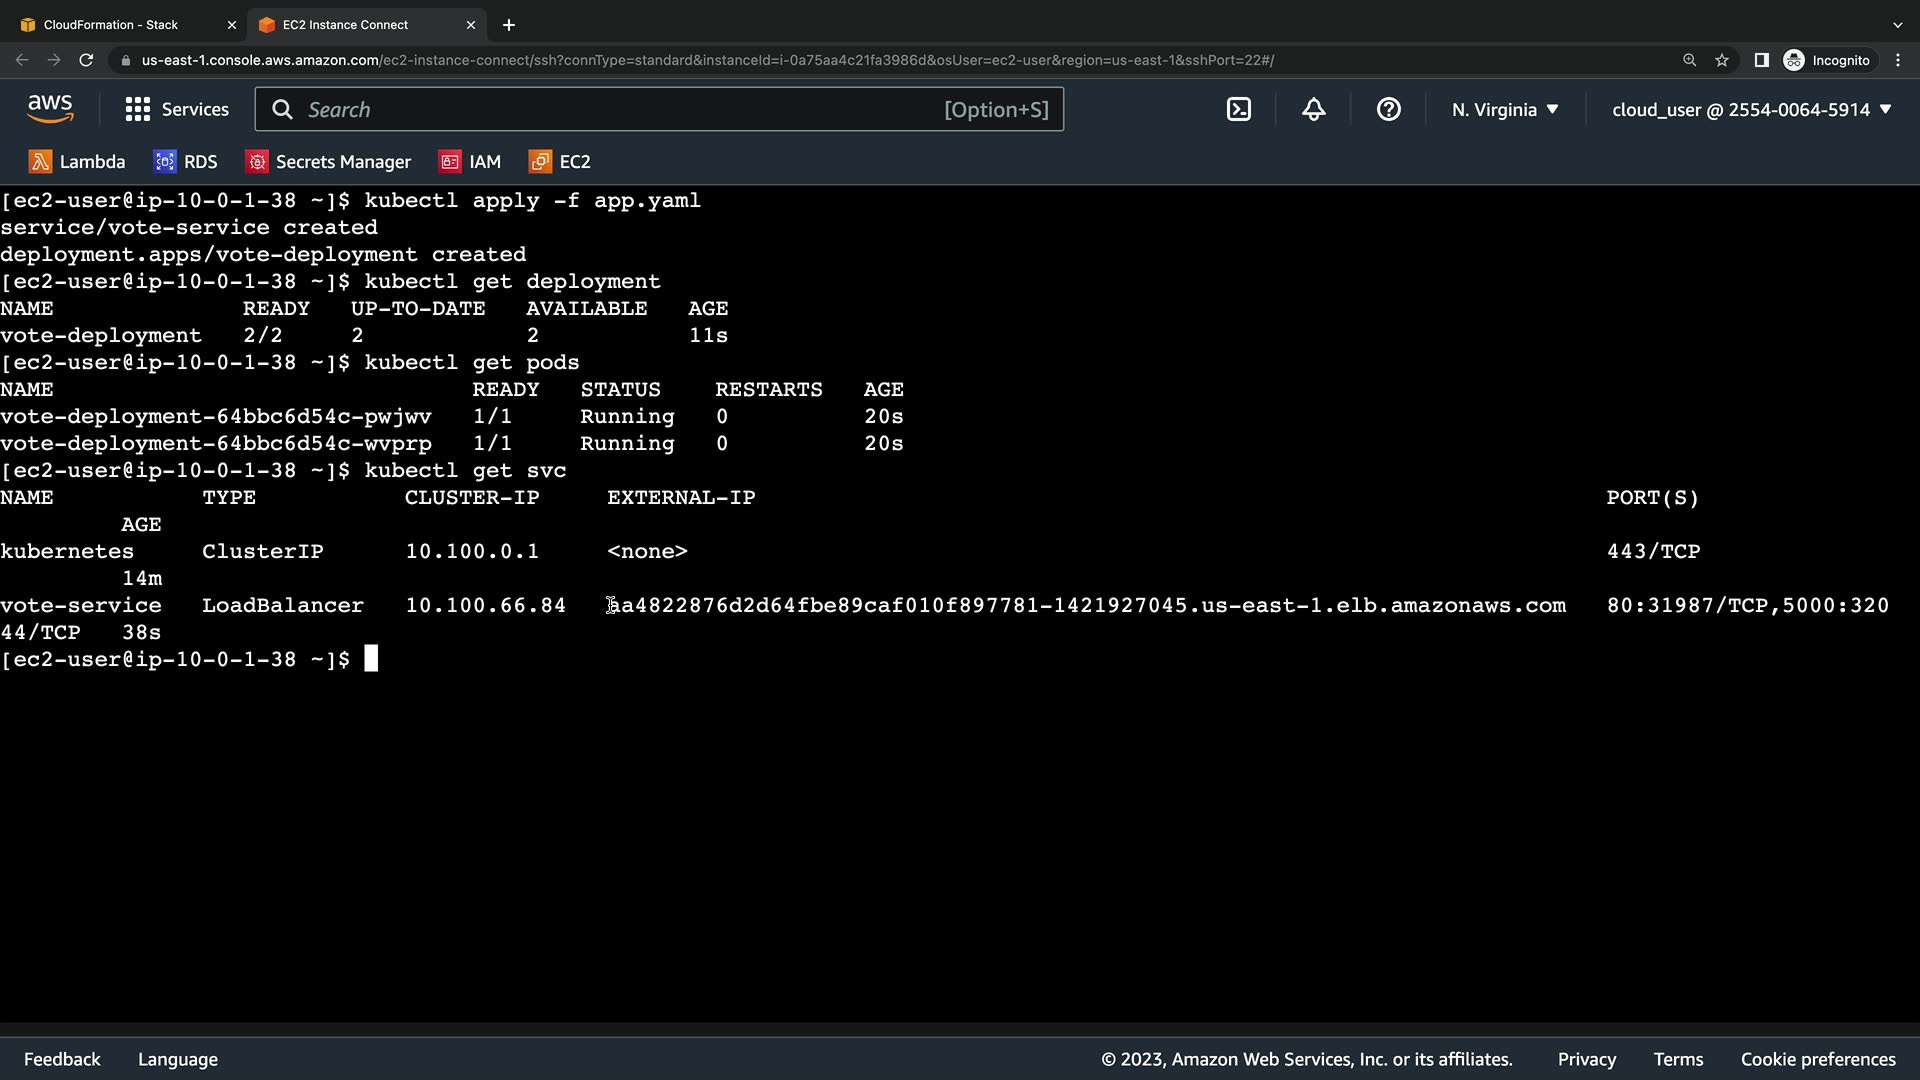 CloudFormation - Stack
EC2 Instance Connect
us-east-1.console.aws.amazon.com/ec2-instance-connect/ssh?connType=standard&instanceId=i-0a75aa4c21fa3986d&osUser=ec2-user&region=us-east-1&sshPort=22#/
Incognito
aws
Services
Search
[Option+S]
N. Virginia
cloud_user @ 2554-0064-5914
Lambda
RDS
Secrets Manager
IAM
EC2
[ec2-user@ip-10-0-1-38 ~]$ kubectl apply -f app.yaml
service/vote-service created
deployment.apps/vote-deployment created
[ec2-user@ip-10-0-1-38 ~]$ kubectl get deployment
NAME READY UP-TO-DATE AVAILABLE AGE
vote-deployment 2/2 2 2 11s
[ec2-user@ip-10-0-1-38 ~]$ kubectl get pods
NAME READY STATUS RESTARTS AGE
vote-deployment-64bbc6d54c-pwjwv 1/1 Running 0 20s
vote-deployment-64bbc6d54c-wvprp 1/1 Running 0 20s
[ec2-user@ip-10-0-1-38 ~]$ kubectl get svc
NAME TYPE CLUSTER-IP EXTERNAL-IP PORT(S)
AGE
kubernetes ClusterIP 10.100.0.1 <none> 443/TCP
14m
vote-service LoadBalancer 10.100.66.84 aa4822876d2d64fbe89caf010f897781-1421927045.us-east-1.elb.amazonaws.com 80:31987/TCP,5000:320
44/TCP 38s
[ec2-user@ip-10-0-1-38 ~]$
Feedback
Language
© 2023, Amazon Web Services, Inc. or its affiliates.
Privacy
Terms
Cookie preferences